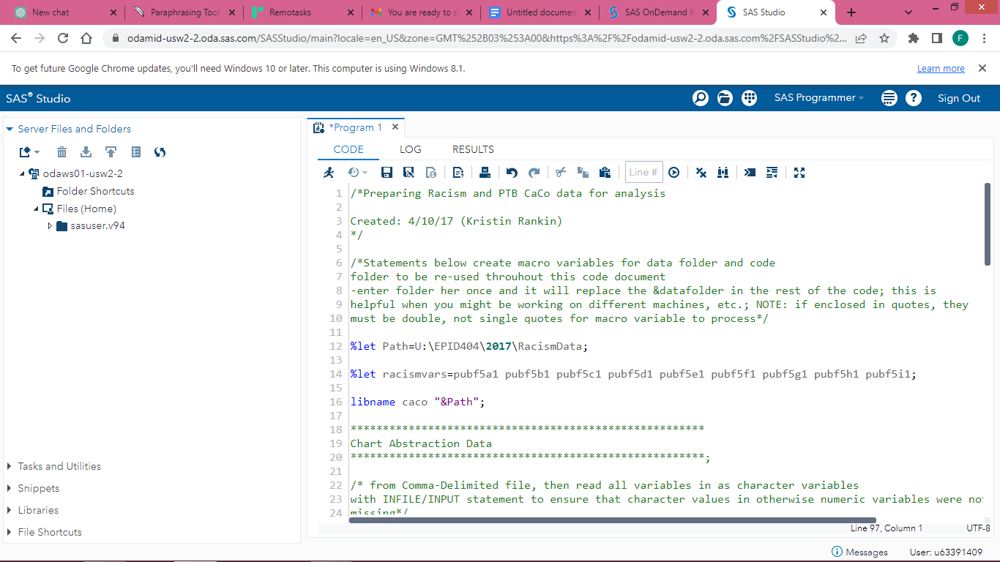 New chat
Paraphrasing Tool
Remotasks
You are ready to st
Untitled document
SAS OnDemand fo
SAS Studio
odamid-usw2-2.oda.sas.com/SASStudio/main?locale=en_US&zone=GMT%252B03%253A00&https%3A%2F%2Fodamid-usw2-2.oda.sas.com%2FSASStudio%2...
F
To get future Google Chrome updates, you'll need Windows 10 or later. This computer is using Windows 8.1.
Learn more
SAS® Studio
SAS Programmer
Sign Out
Server Files and Folders
odaws01-usw2-2
Folder Shortcuts
Files (Home)
sasuser.v94
Tasks and Utilities
Snippets
Libraries
File Shortcuts
*Program 1
CODE LOG RESULTS
Line #
1 /*Preparing Racism and PTB CaCo data for analysis
2
3 Created: 4/10/17 (Kristin Rankin)
4 */
5
6 /*Statements below create macro variables for data folder and code
7 folder to be re-used throuhout this code document
8 -enter folder her once and it will replace the &datafolder in the rest of the code; this is
9 helpful when you might be working on different machines, etc.; NOTE: if enclosed in quotes, they
10 must be double, not single quotes for macro variable to process*/
11
12 %let Path=U:\EPID404\2017\RacismData;
13
14 %let racismvars=pubf5a1 pubf5b1 pubf5c1 pubf5d1 pubf5e1 pubf5f1 pubf5g1 pubf5h1 pubf5i1;
15
16 libname caco "&Path";
17
18 *******************************************************
19 Chart Abstraction Data
20 *******************************************************;
21
22 /* from Comma-Delimited file, then read all variables in as character variables
23 with INFILE/INPUT statement to ensure that character values in otherwise numeric variables were not
24 missing*/
Line 97, Column 1
UTF-8
Messages
User: u63391409